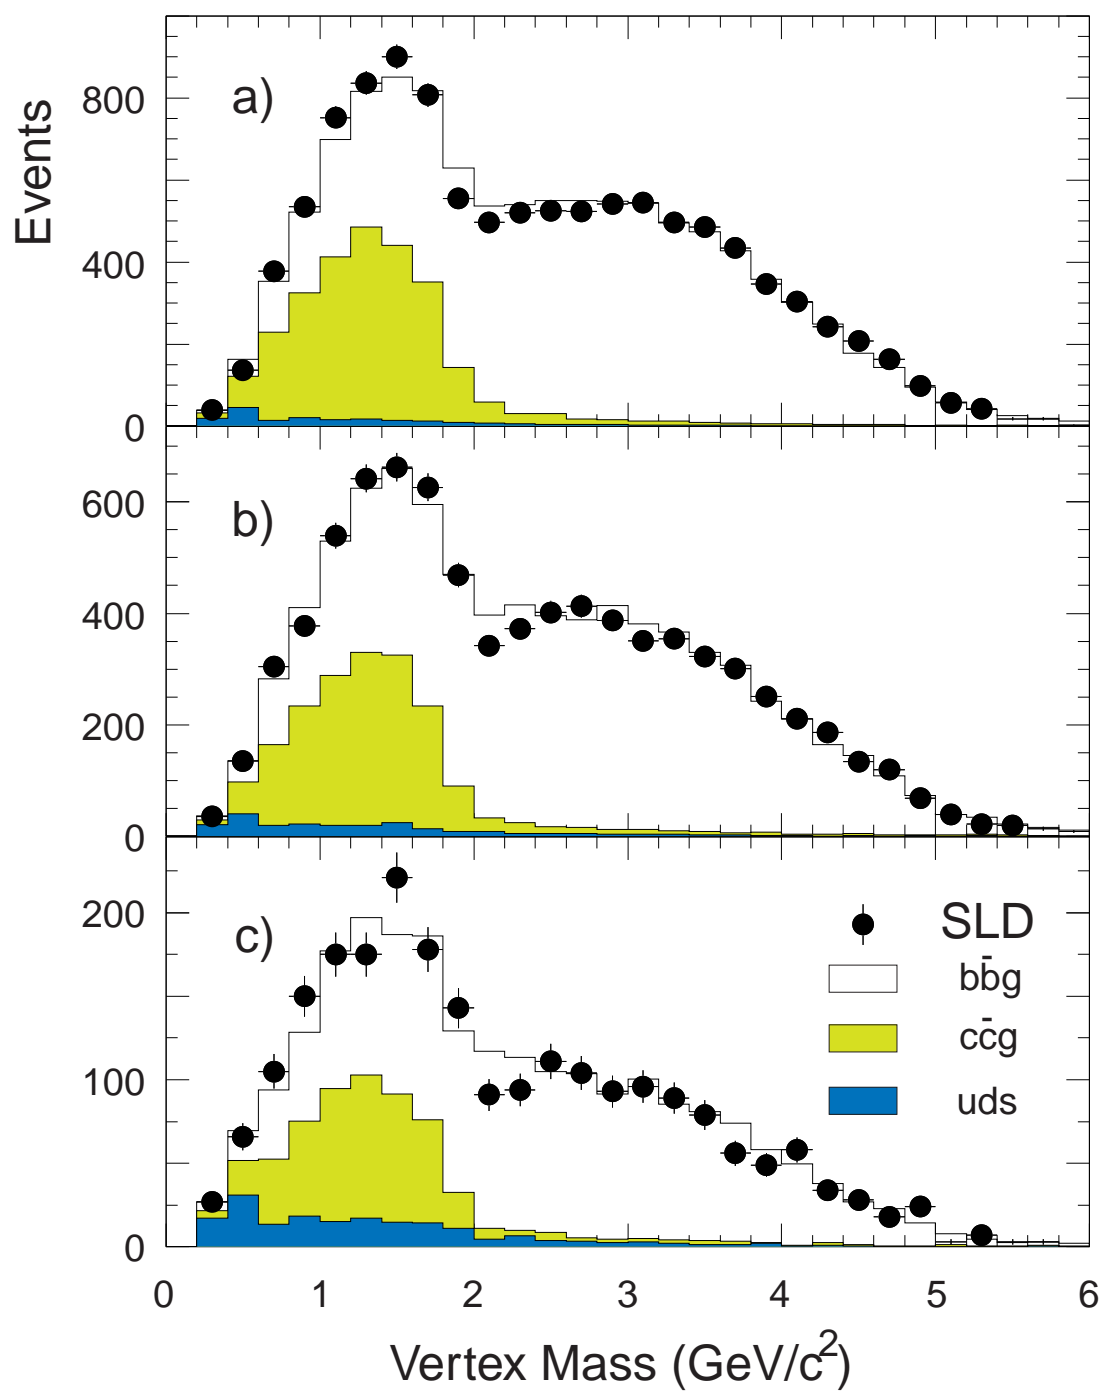 Events
a)
800
400
0
b)
600
400
200
0
c)
200
100
0
SLD
bb̄g
cc̄g
uds
0 1 2 3 4 5 6
Vertex Mass (GeV/c²)